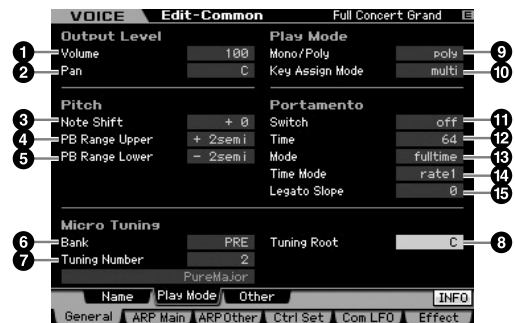 VOICE Edit-Common Full Concert Grand E
Output Level Play Mode
1 Volume 100 Mono/Poly poly 9
2 Pan C Key Assign Mode multi 10
Pitch Portamento
3 Note Shift + 0 Switch off 11
4 PB Range Upper + 2semi Time 64 12
5 PB Range Lower - 2semi Mode fulltime 13
Time Mode rate1 14
Legato Slope 0 15
Micro Tuning
6 Bank PRE Tuning Root C 8
7 Tuning Number 2
PureMajor
Name Play Mode Other INFO
General ARP Main ARP Other Ctrl Set Com LFO Effect